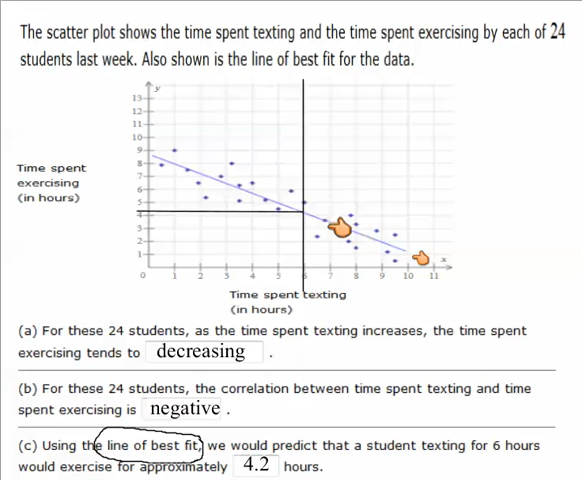 The scatter plot shows the time spent texting and the time spent exercising by each of 24
students last week. Also shown is the line of best fit for the data.
y
13
12
11
10
9
8
7
6
5
4
3
2
1
Time spent
exercising
(in hours)
0 1 2 3 4 5 6 7 8 9 10 11 x
Time spent texting
(in hours)
(a) For these 24 students, as the time spent texting increases, the time spent
exercising tends to decreasing .
(b) For these 24 students, the correlation between time spent texting and time
spent exercising is negative .
(c) Using the line of best fit, we would predict that a student texting for 6 hours
would exercise for approximately 4.2 hours.